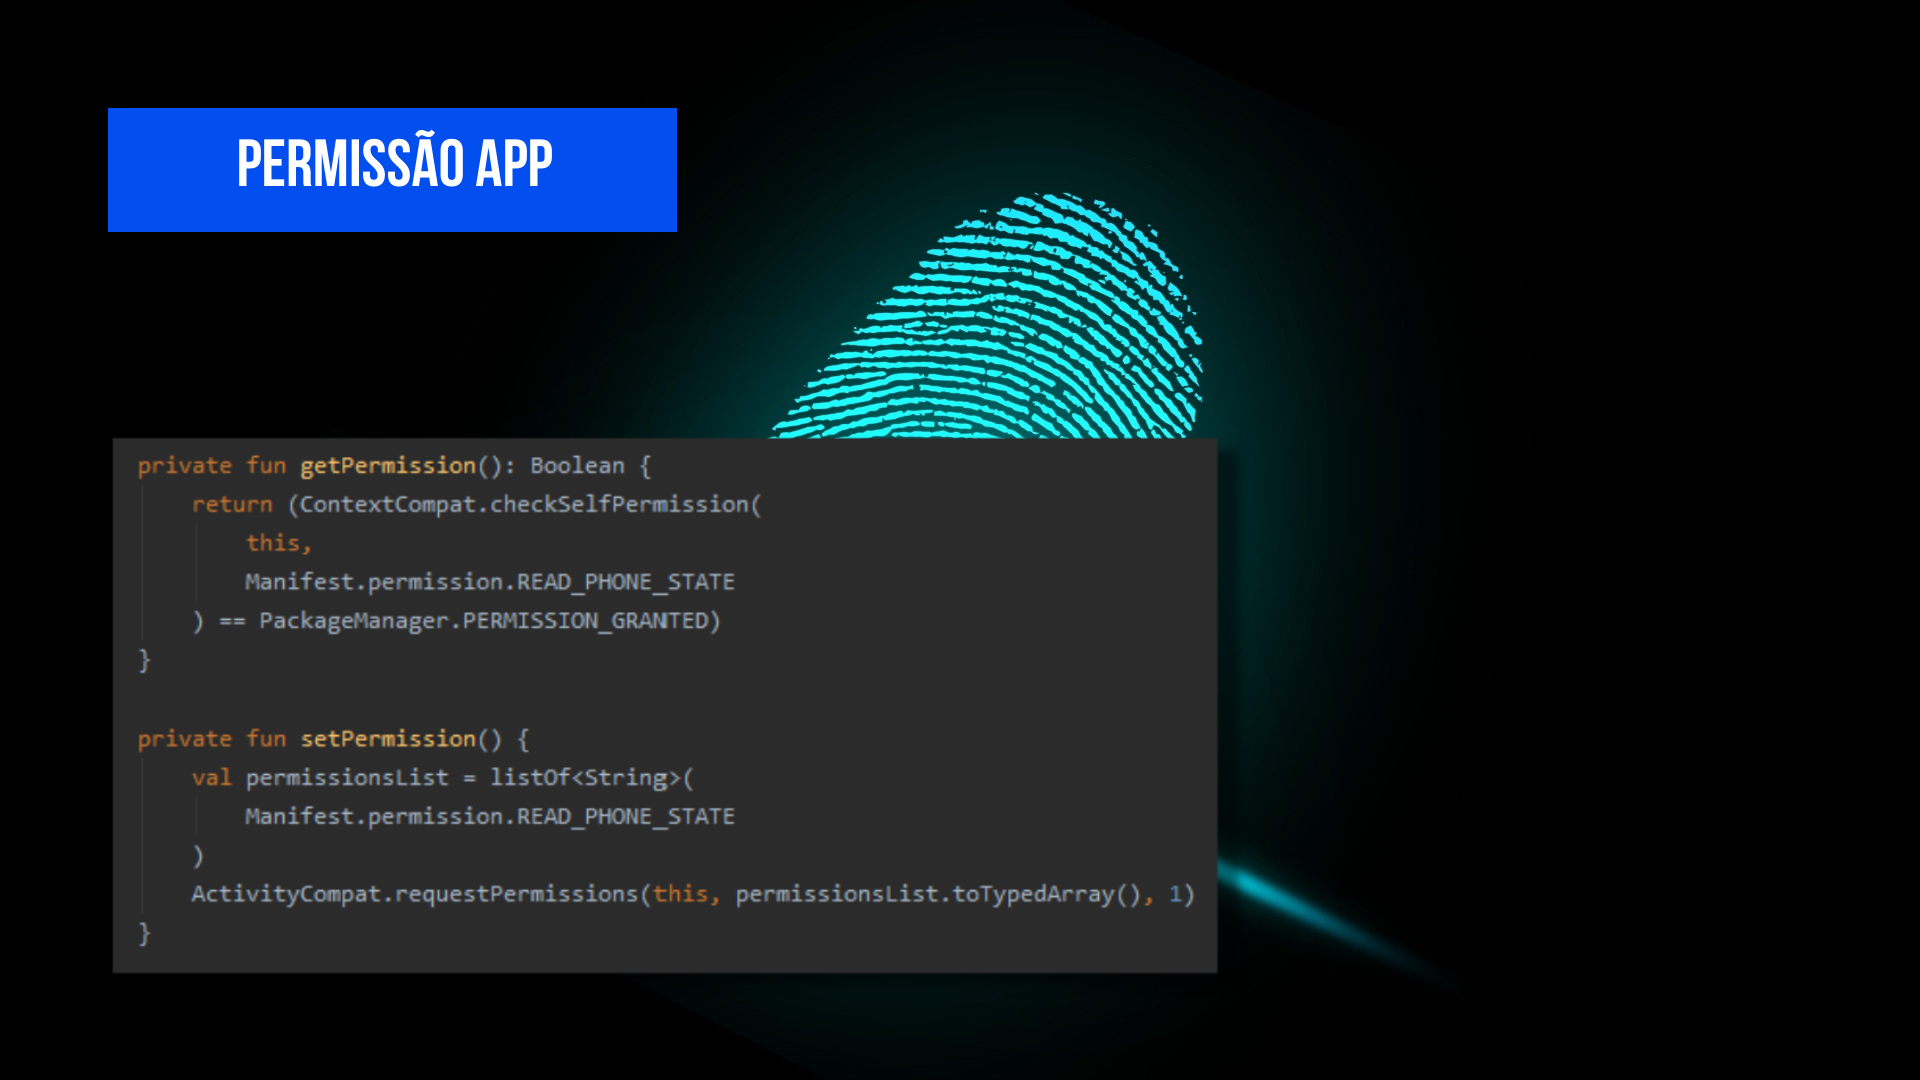 PERMISSÃO APP
private fun getPermission(): Boolean {
    return (ContextCompat.checkSelfPermission(
        this,
        Manifest.permission.READ_PHONE_STATE
    ) == PackageManager.PERMISSION_GRANTED)
}
private fun setPermission() {
    val permissionsList = listOf<String>(
        Manifest.permission.READ_PHONE_STATE
    )
    ActivityCompat.requestPermissions(this, permissionsList.toTypedArray(), 1)
}